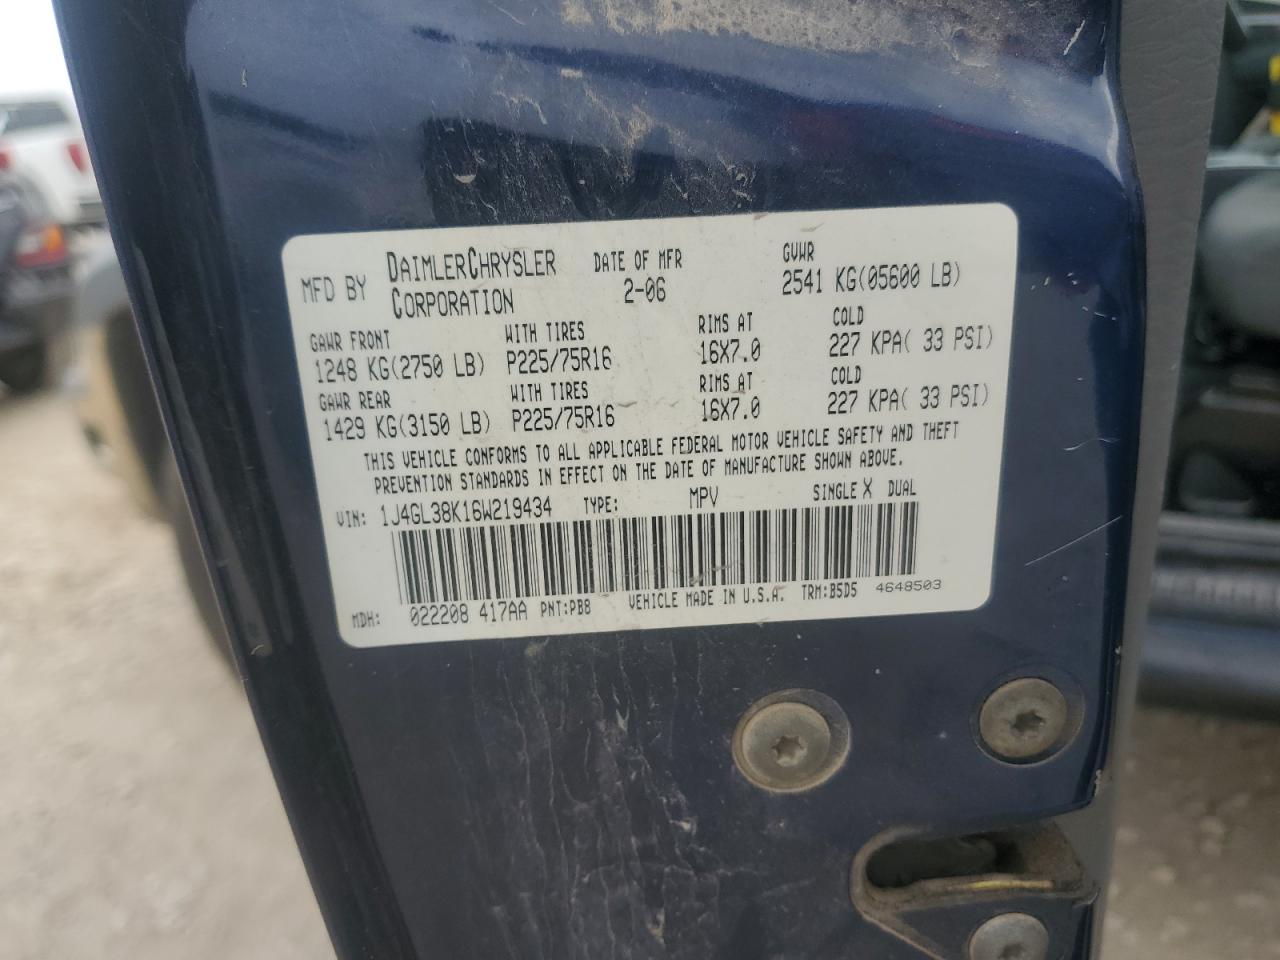 MFD BY DAIMLERCHRYSLER CORPORATION DATE OF MFR 2-06 GVWR 2541 KG(05600 LB)
GAWR FRONT WITH TIRES RIMS AT COLD
1248 KG(2750 LB) P225/75R16 16X7.0 227 KPA( 33 PSI)
GAWR REAR WITH TIRES RIMS AT COLD
1429 KG(3150 LB) P225/75R16 16X7.0 227 KPA( 33 PSI)
THIS VEHICLE CONFORMS TO ALL APPLICABLE FEDERAL MOTOR VEHICLE SAFETY AND THEFT
PREVENTION STANDARDS IN EFFECT ON THE DATE OF MANUFACTURE SHOWN ABOVE.
VIN: 1J4GL38K16W219434 TYPE: MPV SINGLE X DUAL
MDH: 022208 417AA PNT:PB8 VEHICLE MADE IN U.S.A. TRM:B5D5 4648503